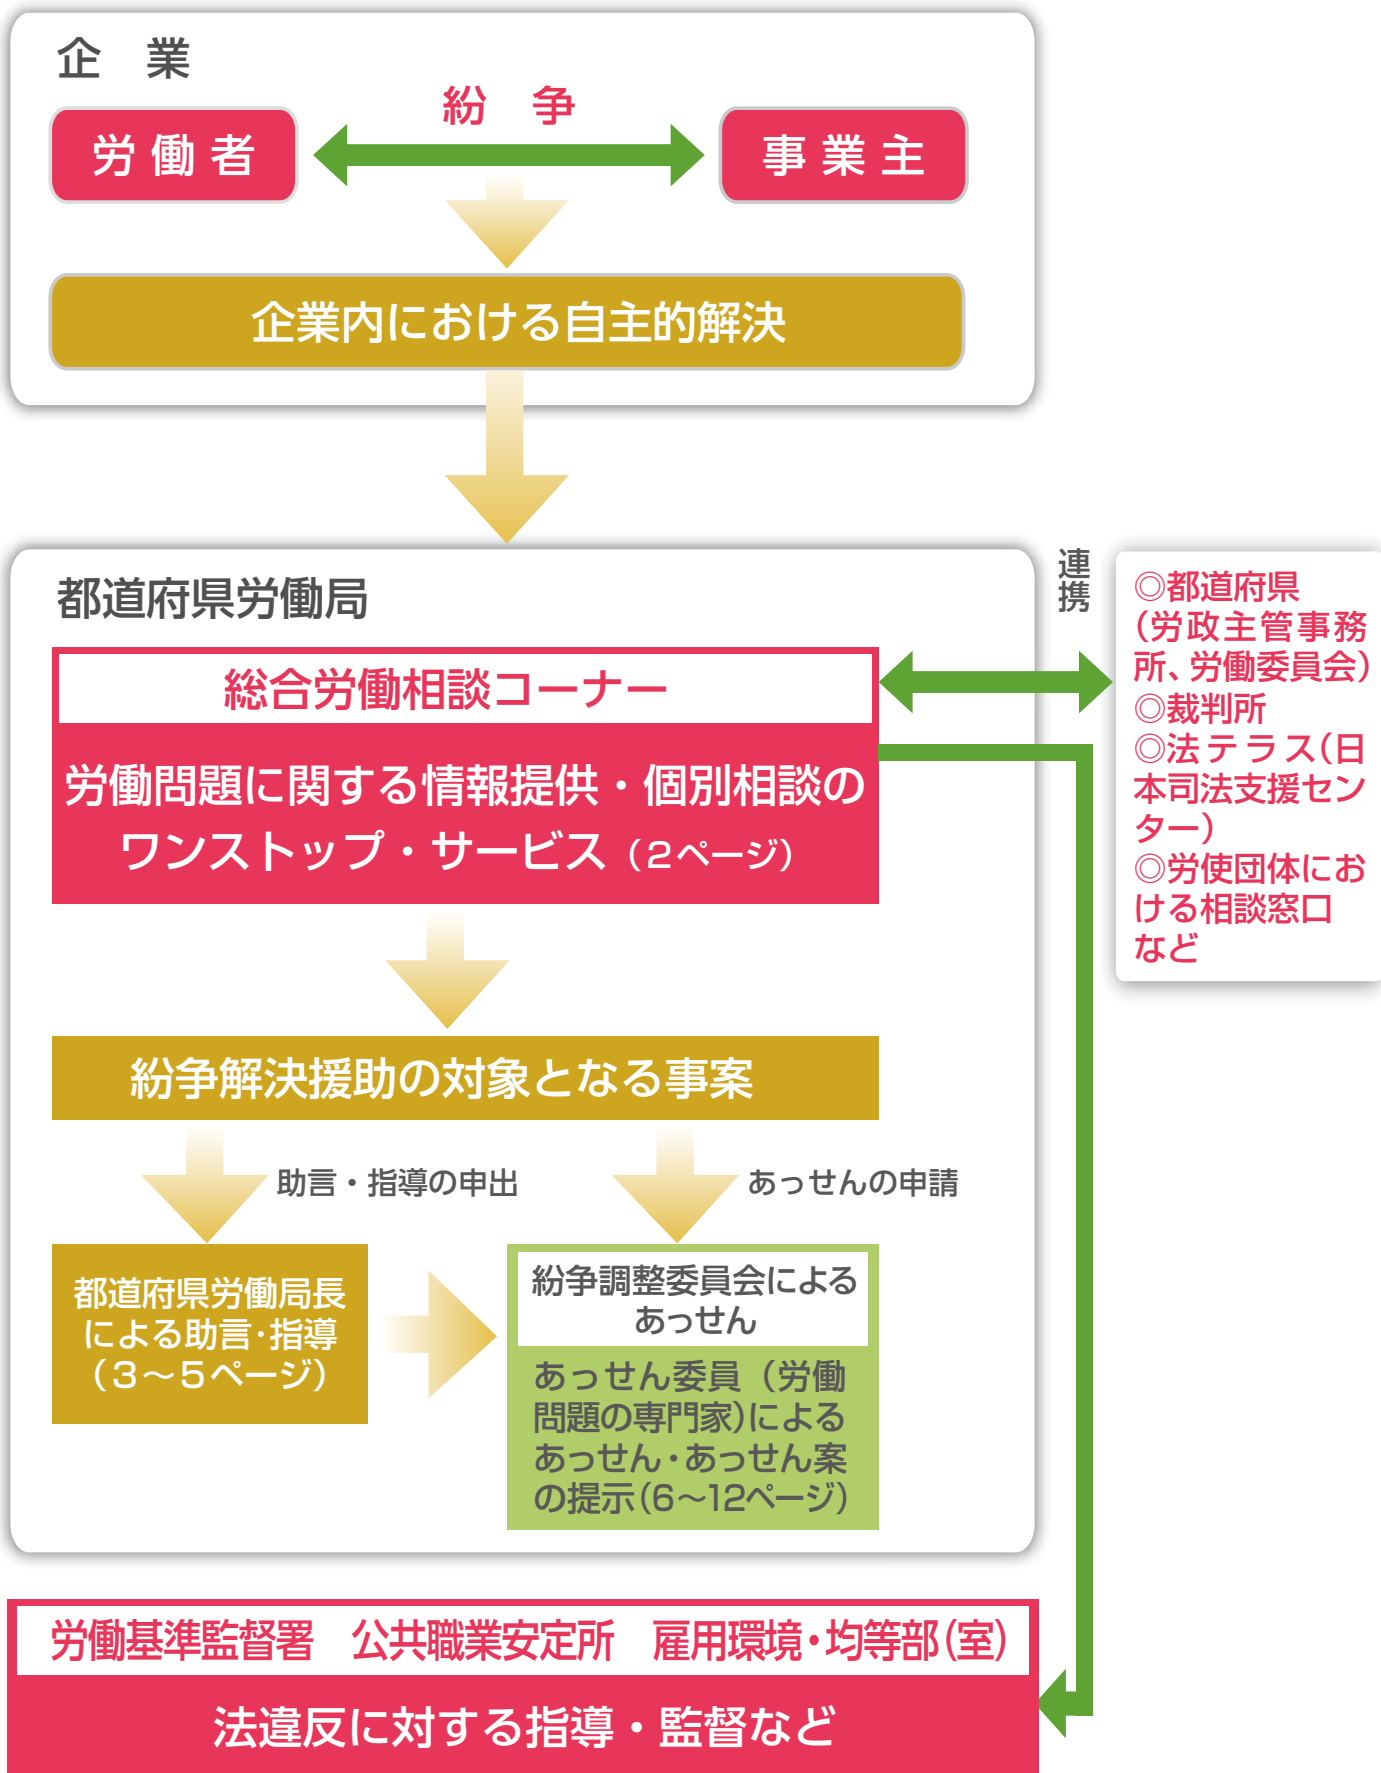 企　業
紛　争
労働者
事業主
企業内における自主的解決
都道府県労働局
連携
総合労働相談コーナー
労働問題に関する情報提供・個別相談の
ワンストップ・サービス（２ページ）
◎都道府県
（労政主管事務
所、労働委員会）
◎裁判所
◎法テラス（日
本司法支援セン
ター）
◎労使団体にお
ける相談窓口
など
紛争解決援助の対象となる事案
助言・指導の申出
あっせんの申請
都道府県労働局長
による助言・指導
（３～５ページ）
紛争調整委員会による
あっせん
あっせん委員（労働
問題の専門家）による
あっせん・あっせん案
の提示（6～12ページ）
労働基準監督署　公共職業安定所　雇用環境・均等部（室）
法違反に対する指導・監督など